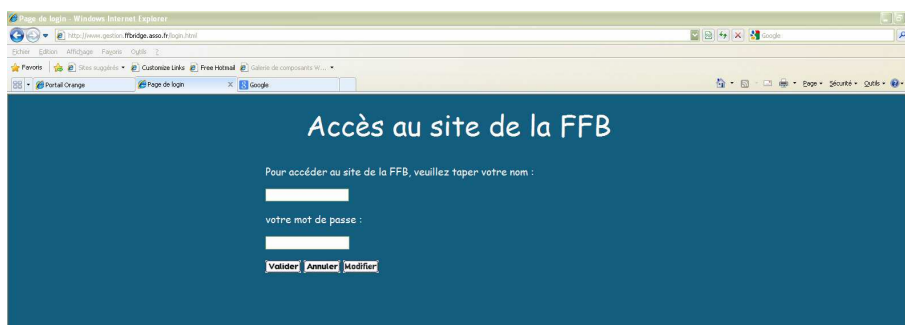 Page de login - Windows Internet Explorer
http://www.gestion.ffbridge.asso.fr/login.html
Google
Fichier Edition Affichage Favoris Outils ?
Favoris Sites suggérés Customize Links Free Hotmail Galerie de composants W...
Portail Orange Page de login X Google
Page Sécurité Outils
Accès au site de la FFB
Pour accéder au site de la FFB, veuillez taper votre nom :
votre mot de passe :
Valider Annuler Modifier